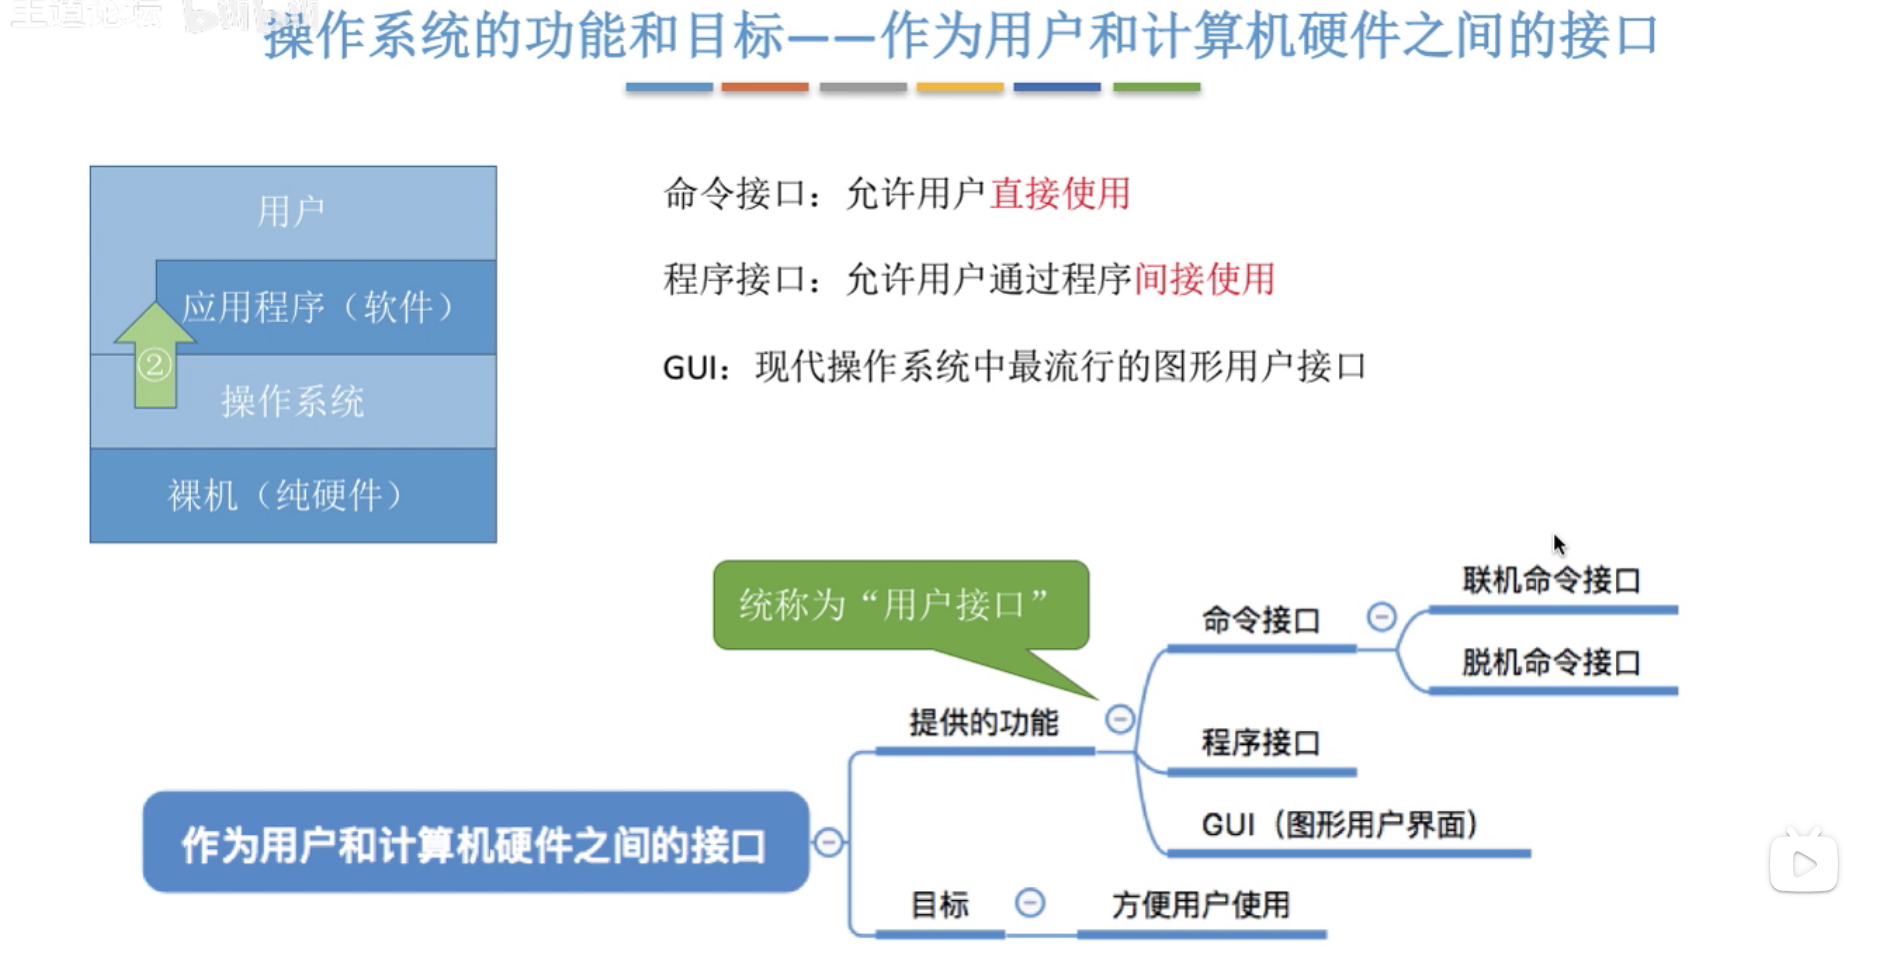 王道论坛 bilibili
操作系统的功能和目标——作为用户和计算机硬件之间的接口
用户
应用程序（软件）
②
操作系统
裸机（纯硬件）
命令接口：允许用户直接使用
程序接口：允许用户通过程序间接使用
GUI：现代操作系统中最流行的图形用户接口
统称为“用户接口”
联机命令接口
命令接口
脱机命令接口
提供的功能
程序接口
GUI（图形用户界面）
作为用户和计算机硬件之间的接口
目标
方便用户使用